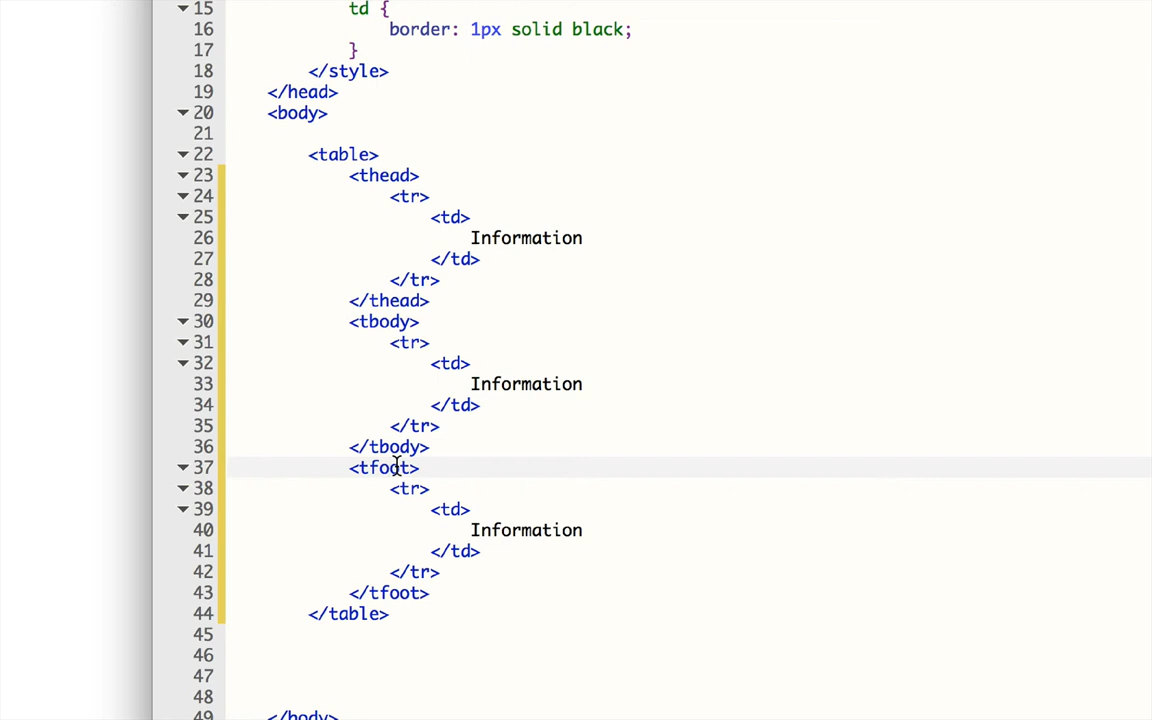 15 td {
16 border: 1px solid black;
17 }
18 </style>
19 </head>
20 <body>
21
22 <table>
23 <thead>
24 <tr>
25 <td>
26 Information
27 </td>
28 </tr>
29 </thead>
30 <tbody>
31 <tr>
32 <td>
33 Information
34 </td>
35 </tr>
36 </tbody>
37 <tfoot>
38 <tr>
39 <td>
40 Information
41 </td>
42 </tr>
43 </tfoot>
44 </table>
45
46
47
48
49 </body>